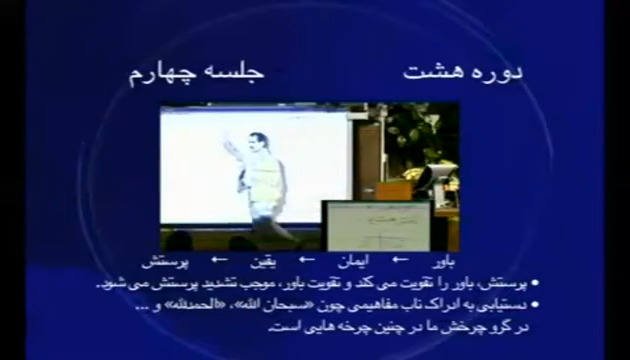 دوره هشت
جلسه چهارم
باور ← ایمان ← یقین ← پرستش
• پرستش، باور را تقویت می کند و تقویت باور، موجب تشدید پرستش می شود..
• دستیابی به ادراک ناب مفاهیمی چون «سبحان الله»، «الحمدلله» و ...
در گرو چرخش ما در چنین چرخه هایی است.